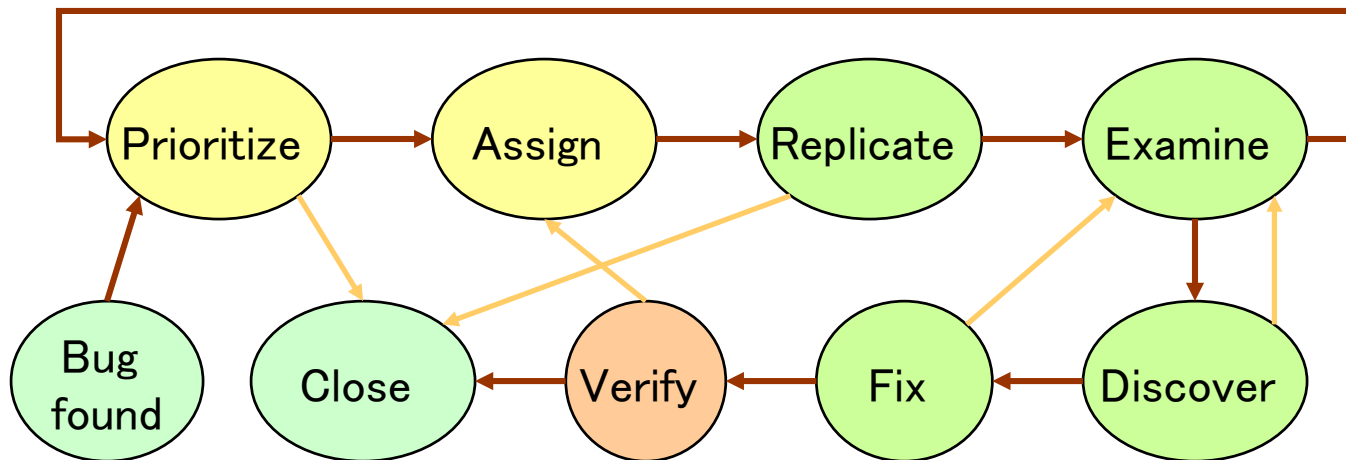 Prioritize
Assign
Replicate
Examine
Bug
found
Close
Verify
Fix
Discover